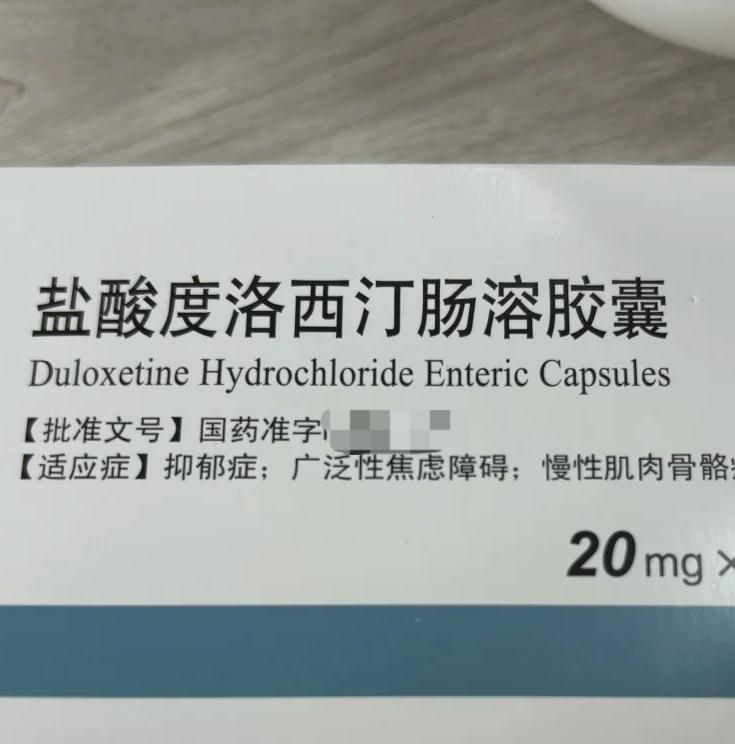 盐酸度洛西汀肠溶胶囊
Duloxetine Hydrochloride Enteric Capsules
【批准文号】国药准字
【适应症】抑郁症；广泛性焦虑障碍；慢性肌肉骨骼
20 mg ×